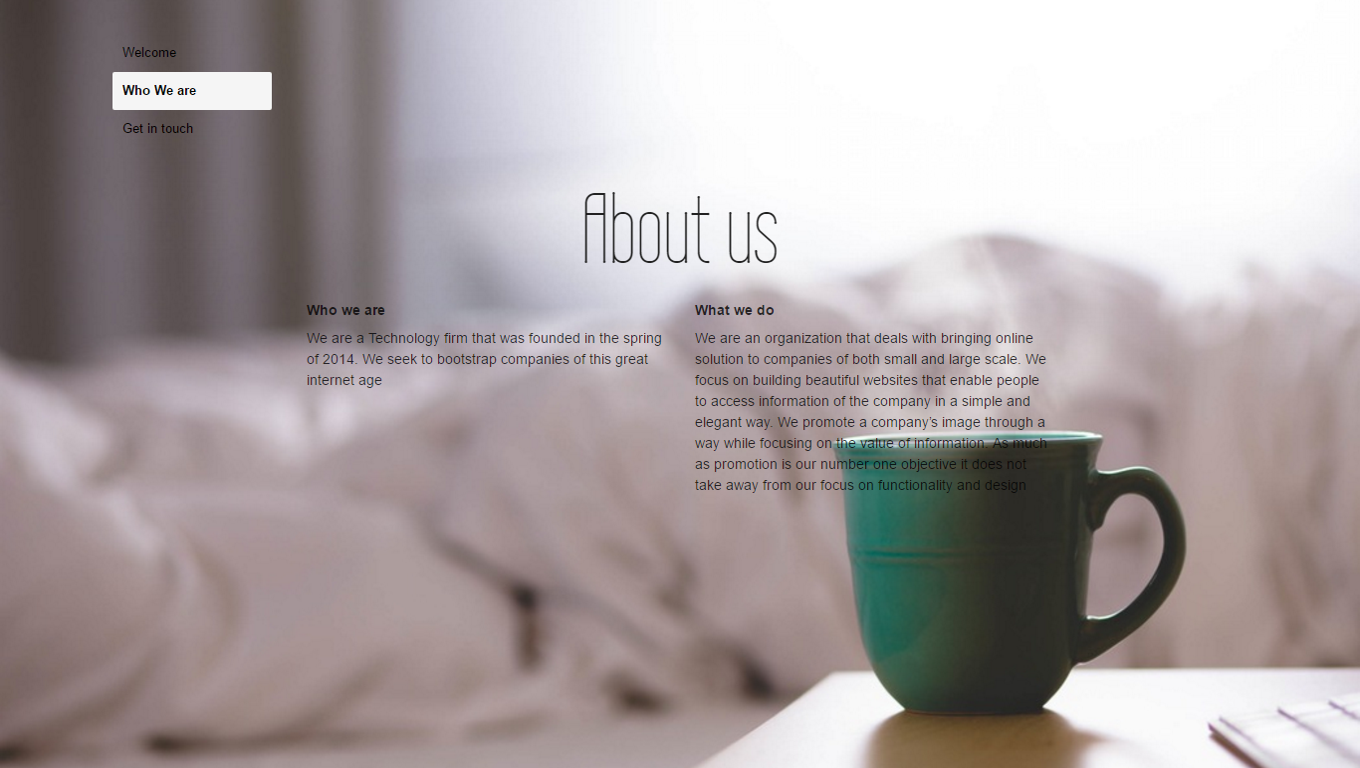 Welcome
Who We are
Get in touch
About us
Who we are
We are a Technology firm that was founded in the spring
of 2014. We seek to bootstrap companies of this great
internet age
What we do
We are an organization that deals with bringing online
solution to companies of both small and large scale. We
focus on building beautiful websites that enable people
to access information of the company in a simple and
elegant way. We promote a company’s image through a
way while focusing on the value of information. As much
as promotion is our number one objective it does not
take away from our focus on functionality and design